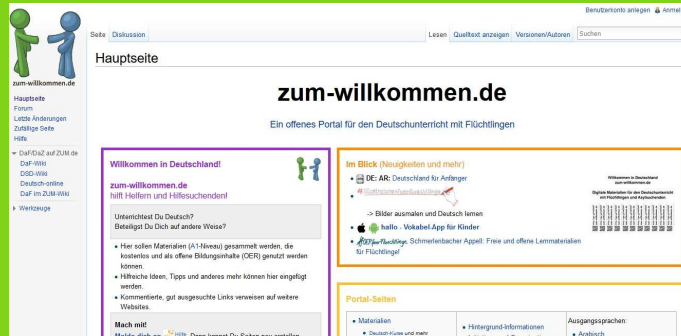 Benutzerkonto anlegen Anmel
Seite Diskussion Lesen Quelltext anzeigen Versionen/Autoren Suchen
zum-willkommen.de
Hauptseite
Forum
Letzte Änderungen
Zufällige Seite
Hilfe
DaF/DaZ auf ZUM.de
DaF-Wiki
DSD-Wiki
Deutsch-online
DaF im ZUM-Wiki
Werkzeuge
Hauptseite
zum-willkommen.de
Ein offenes Portal für den Deutschunterricht mit Flüchtlingen
Willkommen in Deutschland!
zum-willkommen.de
hilft Helfern und Hilfesuchenden!
Unterrichtest Du Deutsch?
Beteiligst Du Dich auf andere Weise?
• Hier sollen Materialien (A1-Niveau) gesammelt werden, die
kostenlos und als offene Bildungsinhalte (OER) genutzt werden
können.
• Hilfreiche Ideen, Tipps und anderes mehr können hier eingefügt
werden.
• Kommentierte, gut ausgesuchte Links verweisen auf weitere
Websites.
Mach mit!
Im Blick (Neuigkeiten und mehr)
• DE: AR: Deutschland für Anfänger
-> Bilder ausmalen und Deutsch lernen
• hallo - Vokabel-App für Kinder
• Schmerlenbacher Appell: Freie und offene Lernmaterialien
für Flüchtlinge!
Willkommen in Deutschland
zum-willkommen.de
Digitale Materialien für den Deutschunterricht
mit Flüchtlingen und Asylsuchenden
Portal-Seiten
• Materialien
• Deutsch-Kurse und mehr
• Hintergrund-Informationen
Ausgangssprachen:
• Arabisch